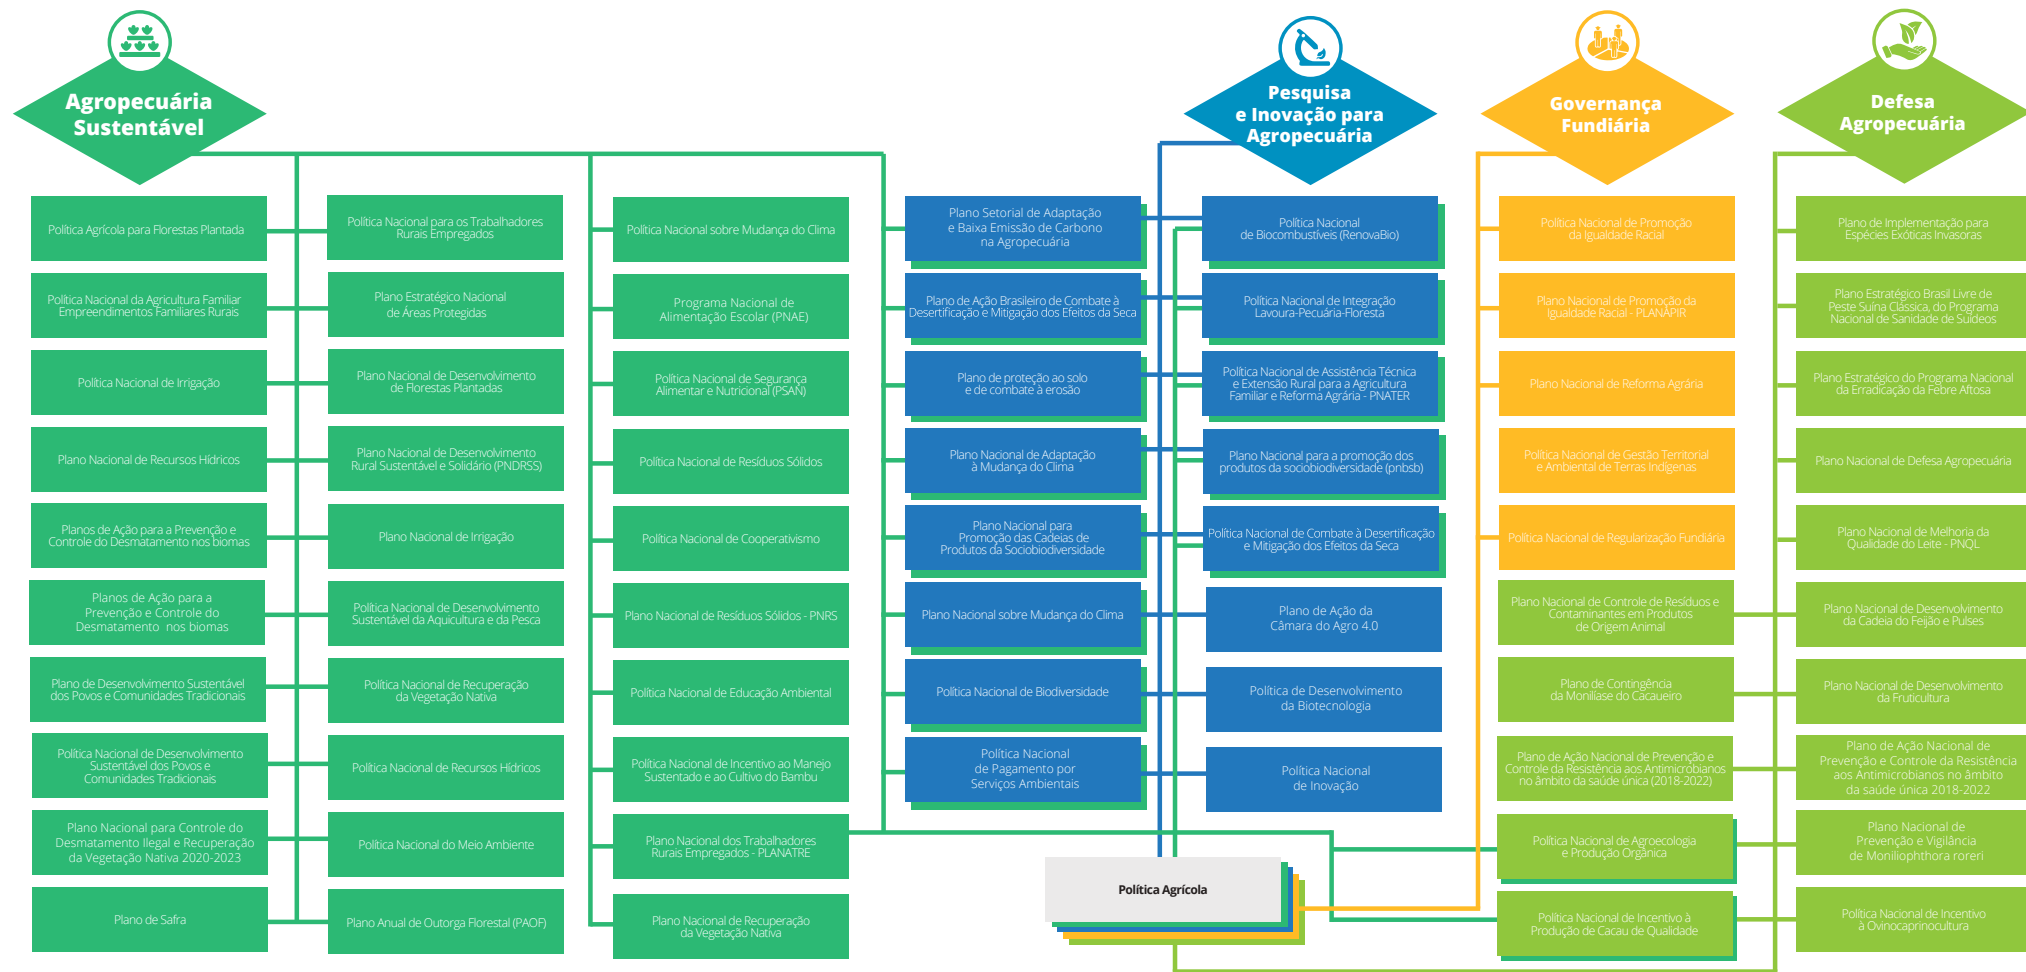 Agropecuária
Sustentável
Pesquisa
e Inovação para
Agropecuária
Governança
Fundiária
Defesa
Agropecuária
Política Agrícola para Florestas Plantada
Política Nacional da Agricultura Familiar
Empreendimentos Familiares Rurais
Política Nacional de Irrigação
Plano Nacional de Recursos Hídricos
Planos de Ação para a Prevenção e
Controle do Desmatamento nos biomas
Planos de Ação para a
Prevenção e Controle do
Desmatamento nos biomas
Plano de Desenvolvimento Sustentável
dos Povos e Comunidades Tradicionais
Política Nacional de Desenvolvimento
Sustentável dos Povos e
Comunidades Tradicionais
Plano Nacional para Controle do
Desmatamento Ilegal e Recuperação
da Vegetação Nativa 2020-2023
Plano de Safra
Política Nacional para os Trabalhadores
Rurais Empregados
Plano Estratégico Nacional
de Áreas Protegidas
Plano Nacional de Desenvolvimento
de Florestas Plantadas
Plano Nacional de Desenvolvimento
Rural Sustentável e Solidário (PNDRSS)
Plano Nacional de Irrigação
Política Nacional de Desenvolvimento
Sustentável da Aquicultura e da Pesca
Política Nacional de Recuperação
da Vegetação Nativa
Política Nacional de Recursos Hídricos
Política Nacional do Meio Ambiente
Plano Anual de Outorga Florestal (PAOF)
Política Nacional sobre Mudança do Clima
Programa Nacional de
Alimentação Escolar (PNAE)
Política Nacional de Segurança
Alimentar e Nutricional (PSAN)
Política Nacional de Resíduos Sólidos
Política Nacional de Cooperativismo
Plano Nacional de Resíduos Sólidos - PNRS
Política Nacional de Educação Ambiental
Política Nacional de Incentivo ao Manejo
Sustentado e ao Cultivo do Bambu
Plano Nacional dos Trabalhadores
Rurais Empregados - PLANATRE
Plano Nacional de Recuperação
da Vegetação Nativa
Plano Setorial de Adaptação
e Baixa Emissão de Carbono
na Agropecuária
Plano de Ação Brasileiro de Combate à
Desertificação e Mitigação dos Efeitos da Seca
Plano de proteção ao solo
e de combate à erosão
Plano Nacional de Adaptação
à Mudança do Clima
Plano Nacional para
Promoção das Cadeias de
Produtos da Sociobiodiversidade
Plano Nacional sobre Mudança do Clima
Política Nacional de Biodiversidade
Política Nacional
de Pagamento por
Serviços Ambientais
Política Nacional
de Biocombustíveis (RenovaBio)
Política Nacional de Integração
Lavoura-Pecuária-Floresta
Política Nacional de Assistência Técnica
e Extensão Rural para a Agricultura
Familiar e Reforma Agrária - PNATER
Plano Nacional para a promoção dos
produtos da sociobiodiversidade (pnbsb)
Política Nacional de Combate à Desertificação
e Mitigação dos Efeitos da Seca
Plano de Ação da
Câmara do Agro 4.0
Política de Desenvolvimento
da Biotecnologia
Política Nacional
de Inovação
Política Agrícola
Política Nacional de Promoção
da Igualdade Racial
Plano Nacional de Promoção da
Igualdade Racial - PLANAPIR
Plano Nacional de Reforma Agrária
Política Nacional de Gestão Territorial
e Ambiental de Terras Indígenas
Política Nacional de Regularização Fundiária
Plano Nacional de Controle de Resíduos e
Contaminantes em Produtos
de Origem Animal
Plano de Contingência
da Monilíase do Cacaueiro
Plano de Ação Nacional de Prevenção e
Controle da Resistência aos Antimicrobianos
no âmbito da saúde única (2018-2022)
Política Nacional de Agroecologia
e Produção Orgânica
Política Nacional de Incentivo à
Produção de Cacau de Qualidade
Plano de Implementação para
Espécies Exóticas Invasoras
Plano Estratégico Brasil Livre de
Peste Suína Clássica, do Programa
Nacional de Sanidade de Suídeos
Plano Estratégico do Programa Nacional
da Erradicação da Febre Aftosa
Plano Nacional de Defesa Agropecuária
Plano Nacional de Melhoria da
Qualidade do Leite - PNQL
Plano Nacional de Desenvolvimento
da Cadeia do Feijão e Pulses
Plano Nacional de Desenvolvimento
da Fruticultura
Plano de Ação Nacional de
Prevenção e Controle da Resistência
aos Antimicrobianos no âmbito
da saúde única 2018-2022
Plano Nacional de
Prevenção e Vigilância
de Moniliophthora roreri
Política Nacional de Incentivo
à Ovinocaprinocultura